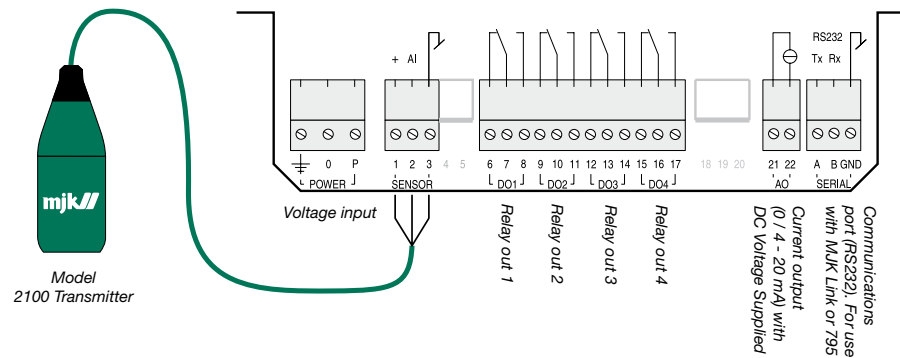 RS232
+ AI
Tx Rx
0 P 1 2 3 4 5 6 7 8 9 10 11 12 13 14 15 16 17 18 19 20 21 22 A B GND
POWER SENSOR DO1 DO2 DO3 DO4 AO SERIAL
mjk//
Model
2100 Transmitter
Voltage input
Relay out 1
Relay out 2
Relay out 3
Relay out 4
Current output
(0 / 4 - 20 mA) with
DC Voltage Supplied
Communications
port (RS232). For use
with MJK Link or 795